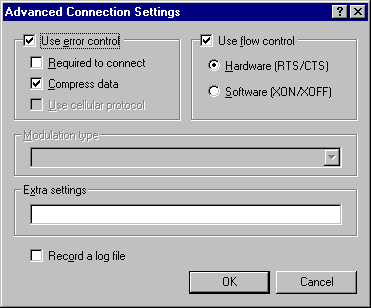 Advanced Connection Settings
Use error control
Required to connect
Compress data
Use cellular protocol
Use flow control
Hardware (RTS/CTS)
Software (XON/XOFF)
Modulation type
Extra settings
Record a log file
OK
Cancel